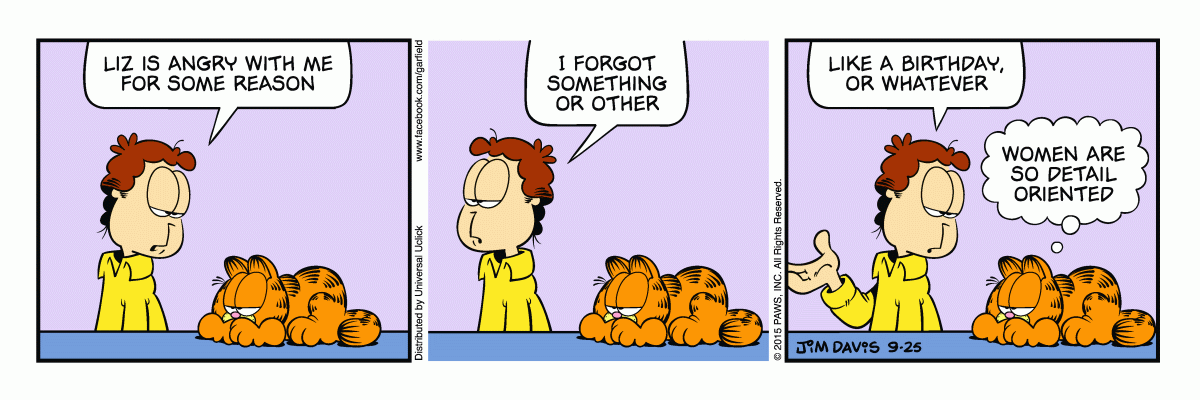 LIZ IS ANGRY WITH ME
FOR SOME REASON
www.facebook.com/garfield
Distributed by Universal Uclick
I FORGOT
SOMETHING
OR OTHER
© 2015 PAWS, INC. All Rights Reserved.
LIKE A BIRTHDAY,
OR WHATEVER
WOMEN ARE
SO DETAIL
ORIENTED
JIM DAVIS 9-25